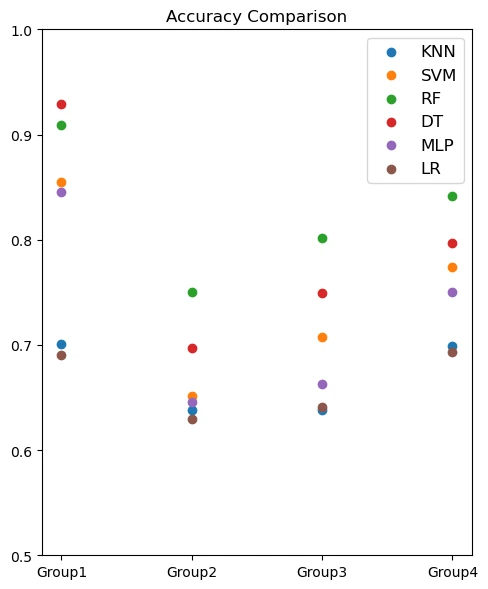 Accuracy Comparison
1.0
0.9
0.8
0.7
0.6
0.5
KNN
SVM
RF
DT
MLP
LR
Group1
Group2
Group3
Group4